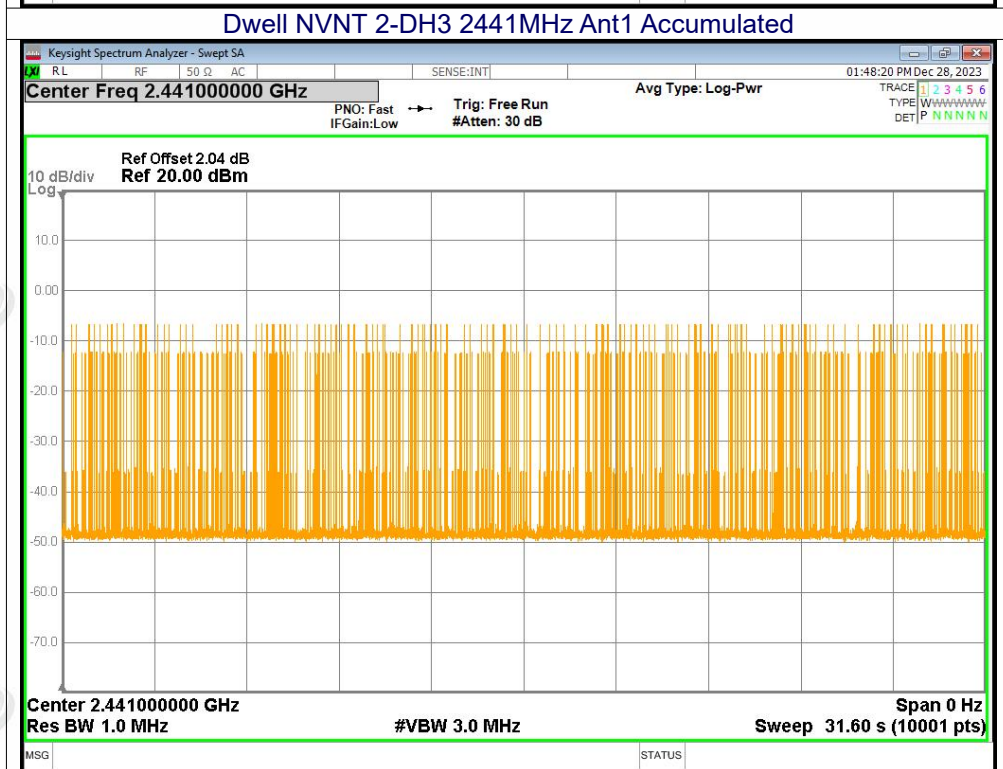 Dwell NVNT 2-DH3 2441MHz Ant1 Accumulated
Keysight Spectrum Analyzer - Swept SA
LXI RL RF 50 Ω AC SENSE:INT 01:48:20 PM Dec 28, 2023
Center Freq 2.441000000 GHz Avg Type: Log-Pwr TRACE 1 2 3 4 5 6
PNO: Fast Trig: Free Run TYPE WWWWWWW
IFGain:Low #Atten: 30 dB DET P N N N N N
Ref Offset 2.04 dB
10 dB/div Ref 20.00 dBm
Log
10.0
0.00
-10.0
-20.0
-30.0
-40.0
-50.0
-60.0
-70.0
Center 2.441000000 GHz Span 0 Hz
Res BW 1.0 MHz #VBW 3.0 MHz Sweep 31.60 s (10001 pts)
MSG STATUS